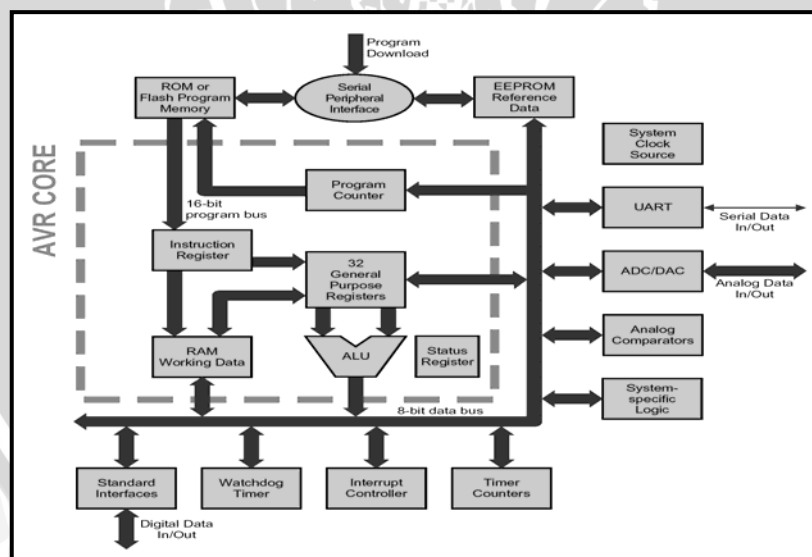 Program
Download
ROM or
Flash Program
Memory
Serial
Peripheral
Interface
EEPROM
Reference
Data
System
Clock
Source
AVR CORE
Program
Counter
16-bit
program bus
UART
Serial Data
In/Out
Instruction
Register
32
General
Purpose
Registers
ADC/DAC
Analog Data
In/Out
RAM
Working Data
ALU
Status
Register
Analog
Comparators
8-bit data bus
System-
specific
Logic
Standard
Interfaces
Watchdog
Timer
Interrupt
Controller
Timer
Counters
Digital Data
In/Out